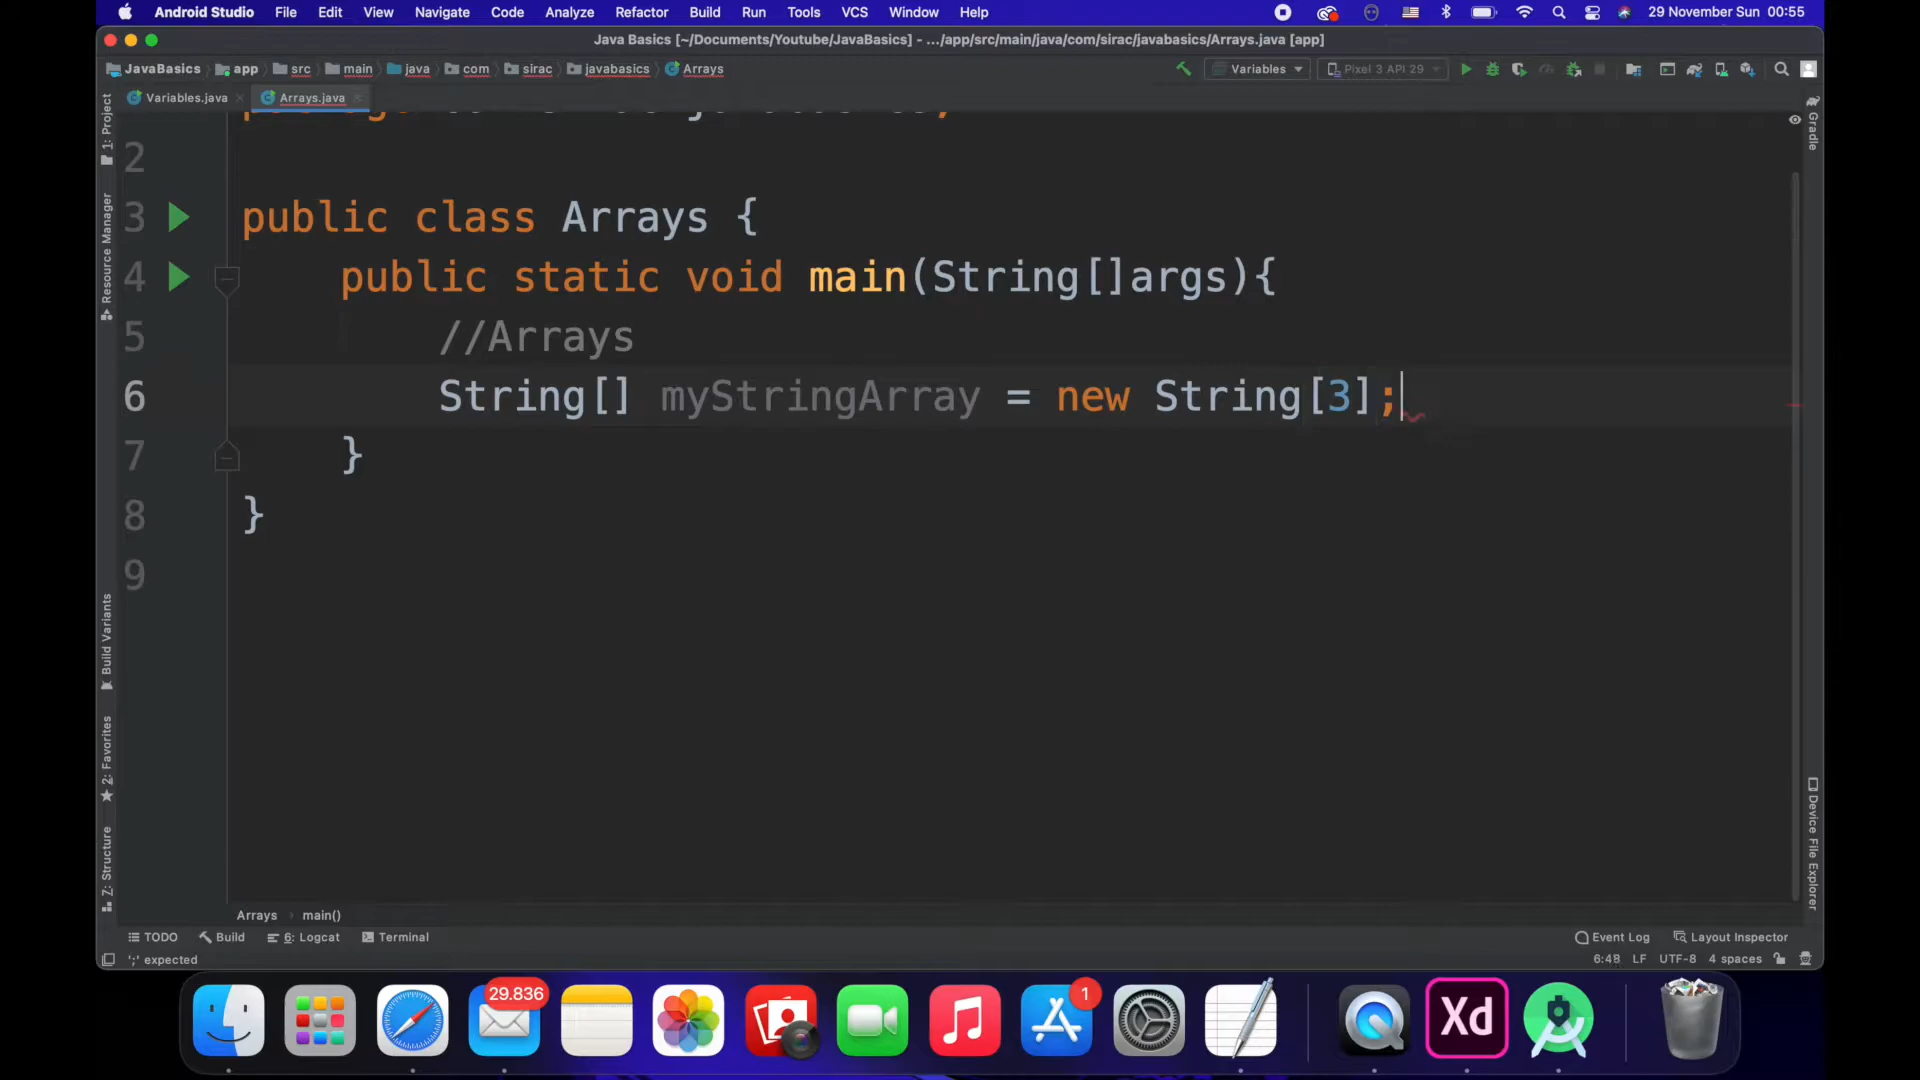 Android Studio File Edit View Navigate Code Analyze Refactor Build Run Tools VCS Window Help 29 November Sun 00:55
Java Basics [~/Documents/Youtube/JavaBasics] - .../app/src/main/java/com/sirac/javabasics/Arrays.java [app]
JavaBasics app src main java com sirac javabasics Arrays Variables Pixel 3 API 29
Variables.java Arrays.java
2
3 public class Arrays {
4 public static void main(String[]args){
5 //Arrays
6 String[] myStringArray = new String[3];
7 }
8 }
9
1: Project
Resource Manager
Build Variants
2: Favorites
7: Structure
Gradle
Device File Explorer
Arrays main()
TODO Build 6: Logcat Terminal Event Log Layout Inspector
';' expected 6:48 LF UTF-8 4 spaces
29.836 1
Xd